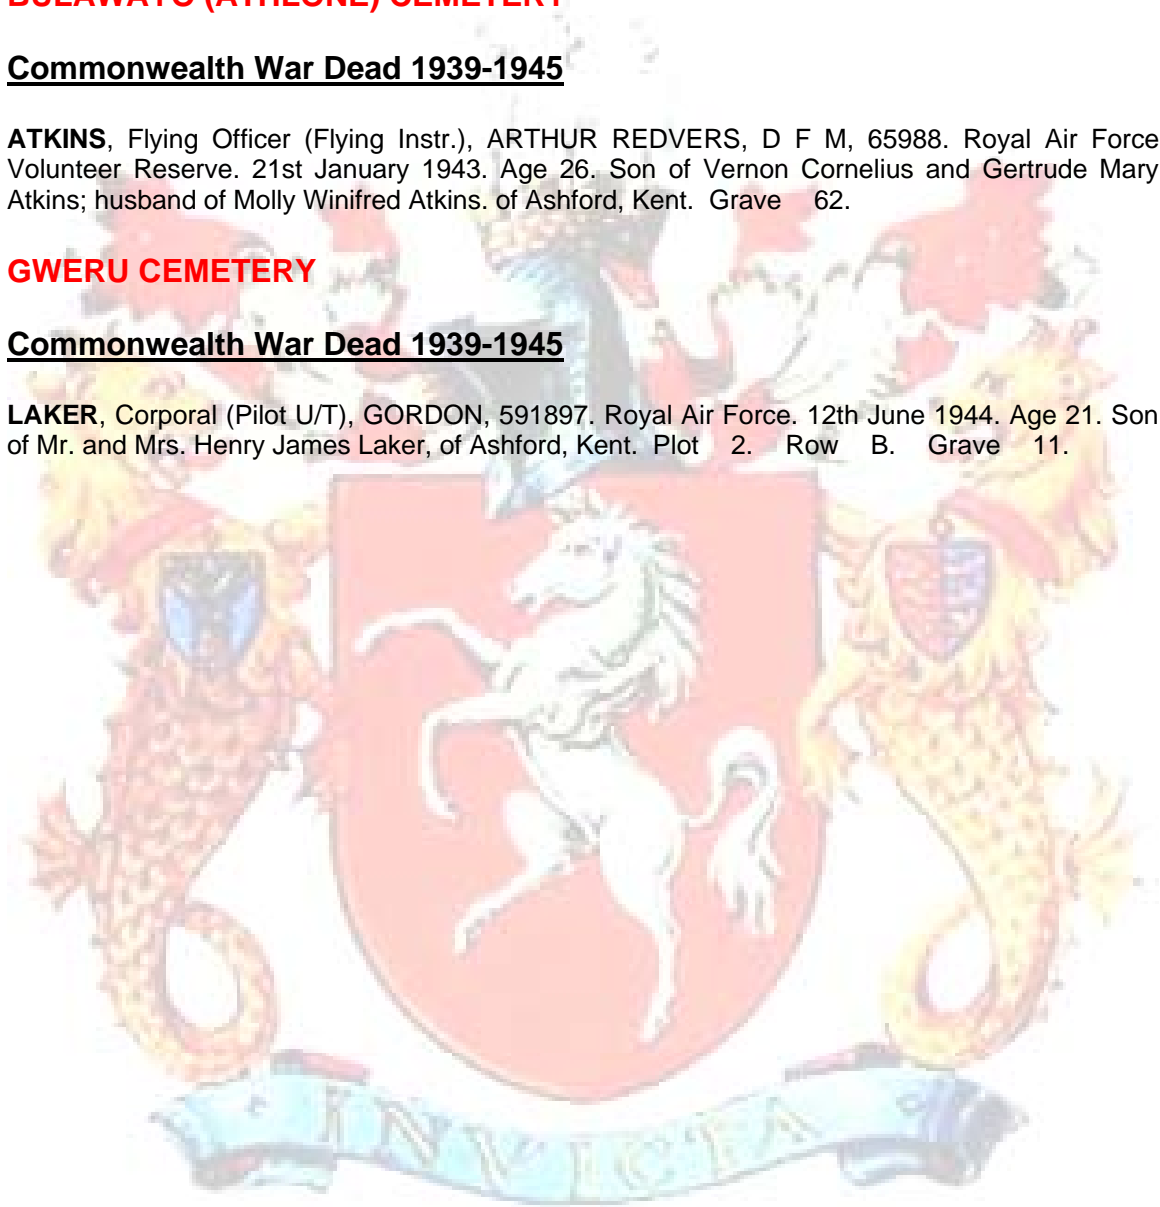 BULAWAYO (ATHLONE) CEMETERY
Commonwealth War Dead 1939-1945
ATKINS, Flying Officer (Flying Instr.), ARTHUR REDVERS, D F M, 65988. Royal Air Force
Volunteer Reserve. 21st January 1943. Age 26. Son of Vernon Cornelius and Gertrude Mary
Atkins; husband of Molly Winifred Atkins. of Ashford, Kent. Grave 62.
GWERU CEMETERY
Commonwealth War Dead 1939-1945
LAKER, Corporal (Pilot U/T), GORDON, 591897. Royal Air Force. 12th June 1944. Age 21. Son
of Mr. and Mrs. Henry James Laker, of Ashford, Kent. Plot 2. Row B. Grave 11.
INVICTA